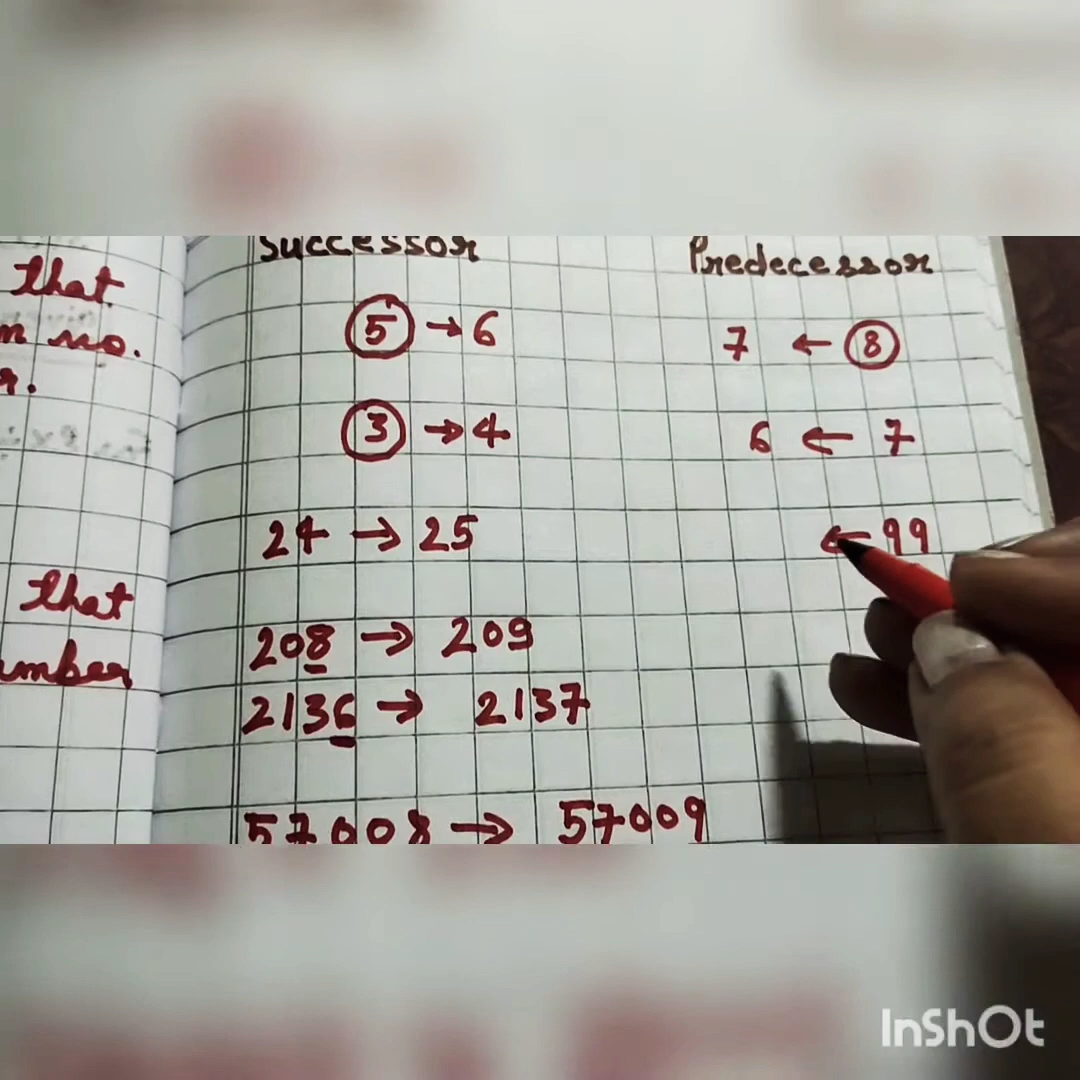 that
no.
Successor
5 → 6
3 → 4
24 → 25
208 → 209
2136 → 2137
57008 → 57009
that
Predecessor
7 ← 8
6 ← 7
← 99
InShOt